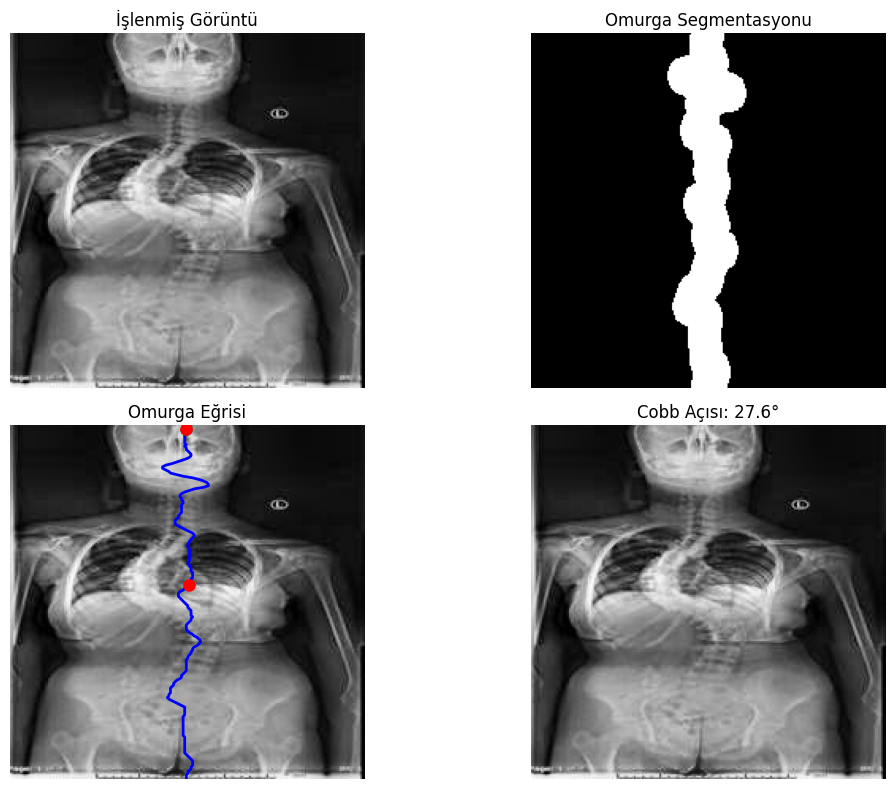 İşlenmiş Görüntü
Omurga Segmentasyonu
L
Omurga Eğrisi
Cobb Açısı: 27.6°
L
L